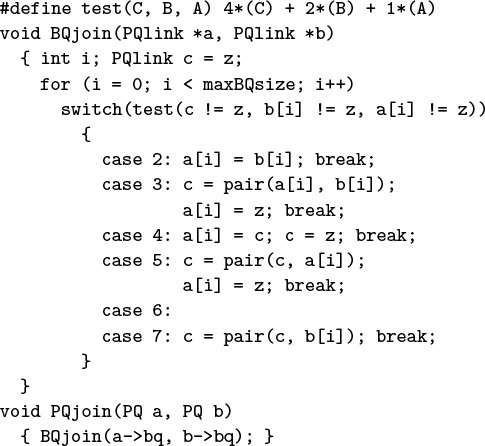 #define test(C, B, A) 4*(C) + 2*(B) + 1*(A)
void BQjoin(PQlink *a, PQlink *b)
  { int i; PQlink c = z;
    for (i = 0; i < maxBQsize; i++)
      switch(test(c != z, b[i] != z, a[i] != z))
        {
          case 2: a[i] = b[i]; break;
          case 3: c = pair(a[i], b[i]);
                  a[i] = z; break;
          case 4: a[i] = c; c = z; break;
          case 5: c = pair(c, a[i]);
                  a[i] = z; break;
          case 6:
          case 7: c = pair(c, b[i]); break;
        }
  }
void PQjoin(PQ a, PQ b)
  { BQjoin(a->bq, b->bq); }